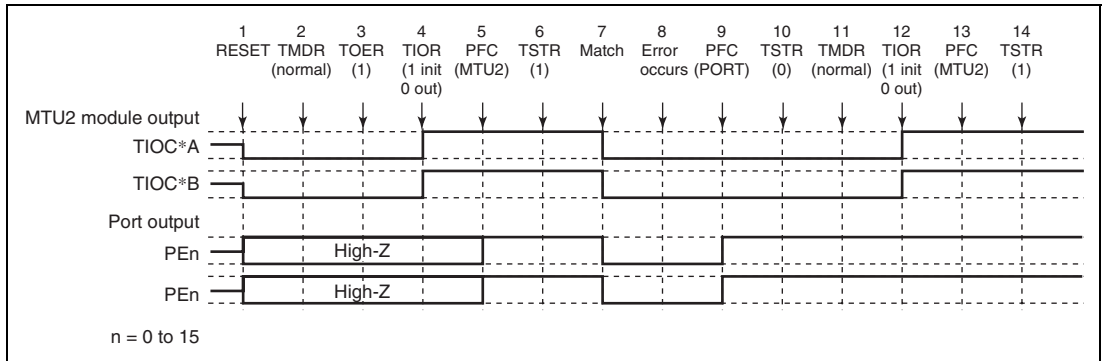 1 2 3 4 5 6 7 8 9 10 11 12 13 14
RESET TMDR TOER TIOR PFC TSTR Match Error PFC TSTR TMDR TIOR PFC TSTR
(normal) (1) (1 init (MTU2) (1) occurs (PORT) (0) (normal) (1 init (MTU2) (1)
0 out) 0 out)
MTU2 module output
TIOC*A
TIOC*B
Port output
PEn High-Z
PEn High-Z
n = 0 to 15